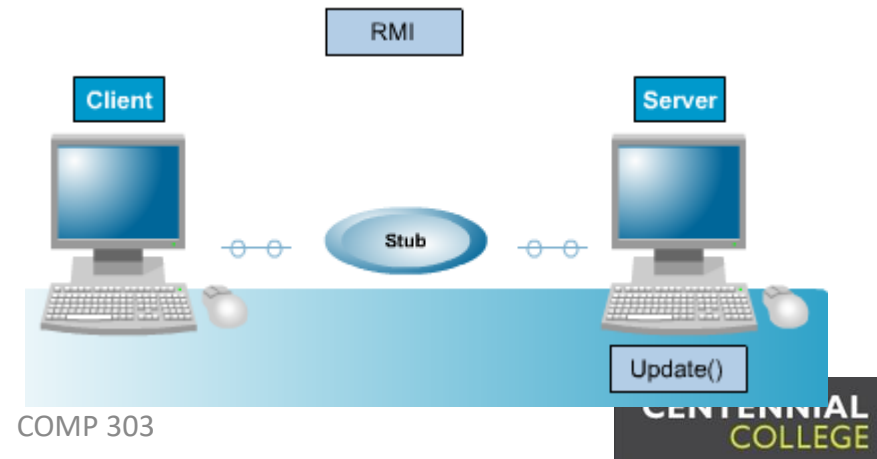 RMI
Client
Server
Stub
Update()
COMP 303
CENTENNIAL
COLLEGE